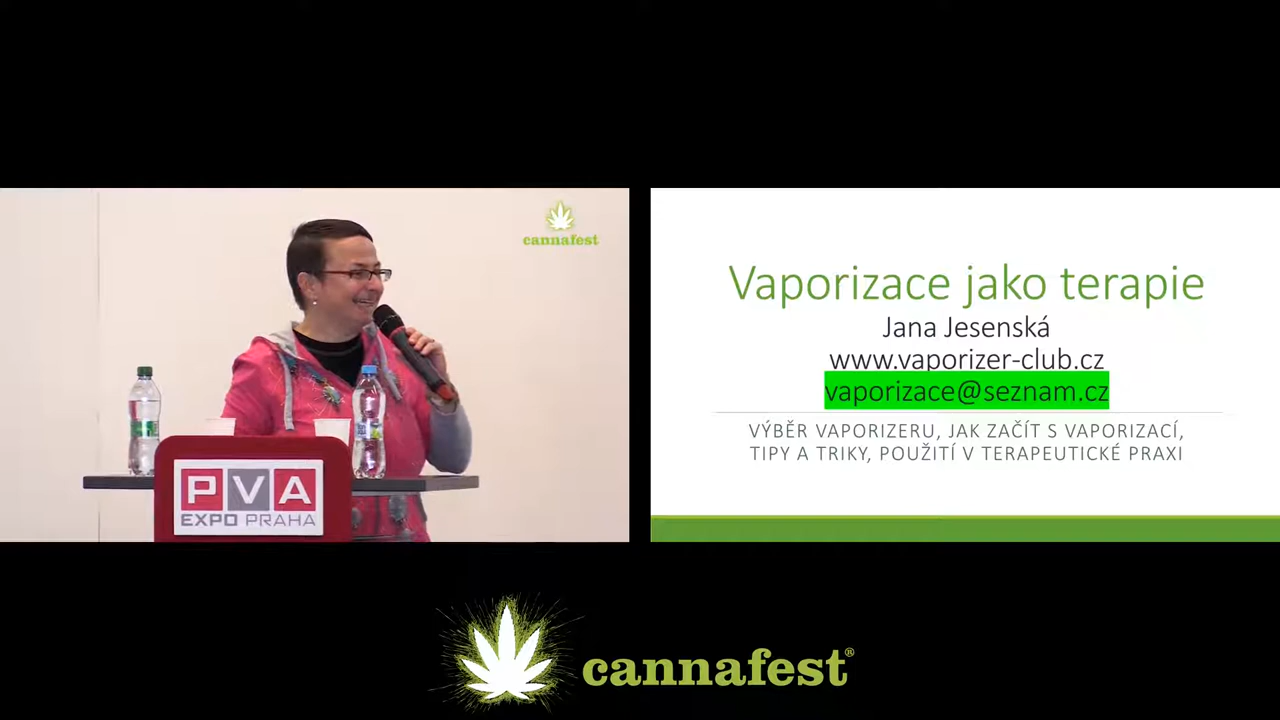 cannafest
PVA
EXPO PRAHA
Vaporizace jako terapie
Jana Jesenská
www.vaporizer-club.cz
vaporizace@seznam.cz
VÝBĚR VAPORIZERU, JAK ZAČÍT S VAPORIZACÍ,
TIPY A TRIKY, POUŽITÍ V TERAPEUTICKÉ PRAXI
cannafest®